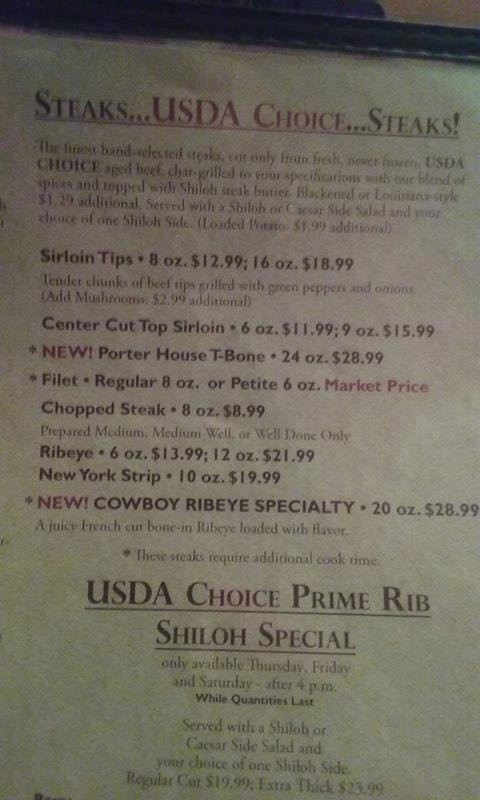 STEAKS...USDA CHOICE...STEAKS!
The finest hand-selected steaks, cut only from fresh, never frozen, USDA
CHOICE aged beef, char-grilled to your specifications with our blend of
spices and topped with Shiloh steak butter. Blackened or Louisiana-style
$1.29 additional. Served with a Shiloh or Caesar Side Salad and your
choice of one Shiloh Side. (Loaded Potato: $1.99 additional)
Sirloin Tips • 8 oz. $12.99; 16 oz. $18.99
Tender chunks of beef tips grilled with green peppers and onions.
(Add Mushrooms: $2.99 additional)
Center Cut Top Sirloin • 6 oz. $11.99; 9 oz. $15.99
* NEW! Porter House T-Bone • 24 oz. $28.99
* Filet • Regular 8 oz. or Petite 6 oz. Market Price
Chopped Steak • 8 oz. $8.99
Prepared Medium, Medium Well, or Well Done Only
Ribeye • 6 oz. $13.99; 12 oz. $21.99
New York Strip • 10 oz. $19.99
* NEW! COWBOY RIBEYE SPECIALTY • 20 oz. $28.99
A juicy French cut bone-in Ribeye loaded with flavor.
* These steaks require additional cook time.
USDA CHOICE PRIME RIB
SHILOH SPECIAL
only available Thursday, Friday
and Saturday - after 4 p.m.
While Quantities Last
Served with a Shiloh or
Caesar Side Salad and
your choice of one Shiloh Side.
Regular Cut $19.99; Extra Thick $23.99